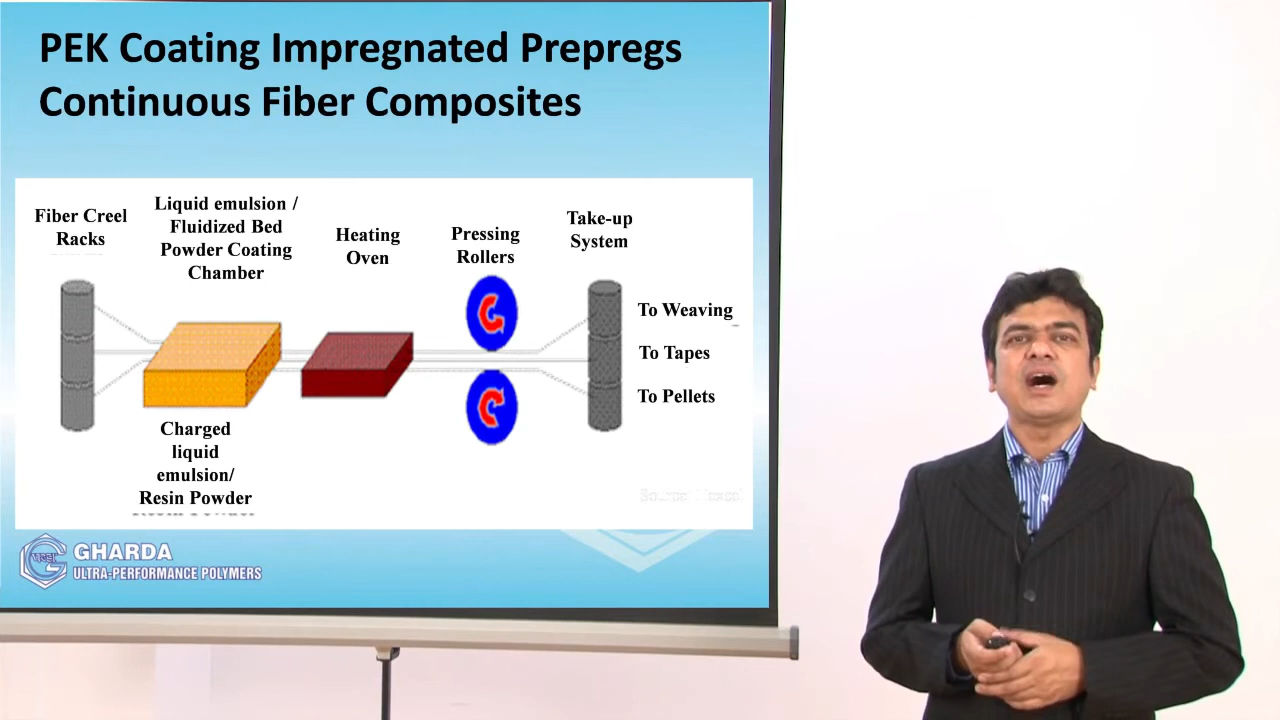 PEK Coating Impregnated Prepregs
Continuous Fiber Composites
Fiber Creel
Racks
Liquid emulsion /
Fluidized Bed
Powder Coating
Chamber
Heating
Oven
Pressing
Rollers
Take-up
System
To Weaving
To Tapes
To Pellets
Charged
liquid
emulsion/
Resin Powder
GHARDA
ULTRA-PERFORMANCE POLYMERS